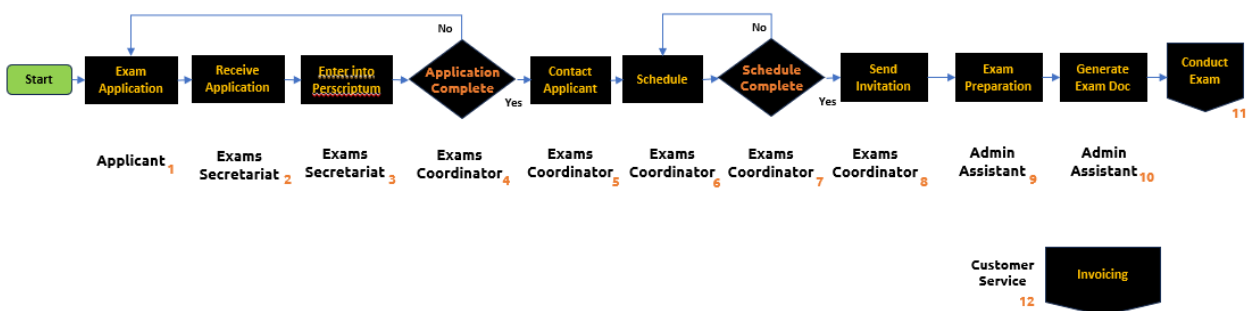 No
No
Start
Exam
Application
Receive
Application
Enter into
Perscriptum
Application
Complete
Yes
Contact
Applicant
Schedule
Schedule
Complete
Yes
Send
Invitation
Exam
Preparation
Generate
Exam Doc
Conduct
Exam
11
Applicant 1
Exams
Secretariat 2
Exams
Secretariat 3
Exams
Coordinator 4
Exams
Coordinator 5
Exams
Coordinator 6
Exams
Coordinator 7
Exams
Coordinator 8
Admin
Assistant 9
Admin
Assistant 10
Customer
Service
12
Invoicing